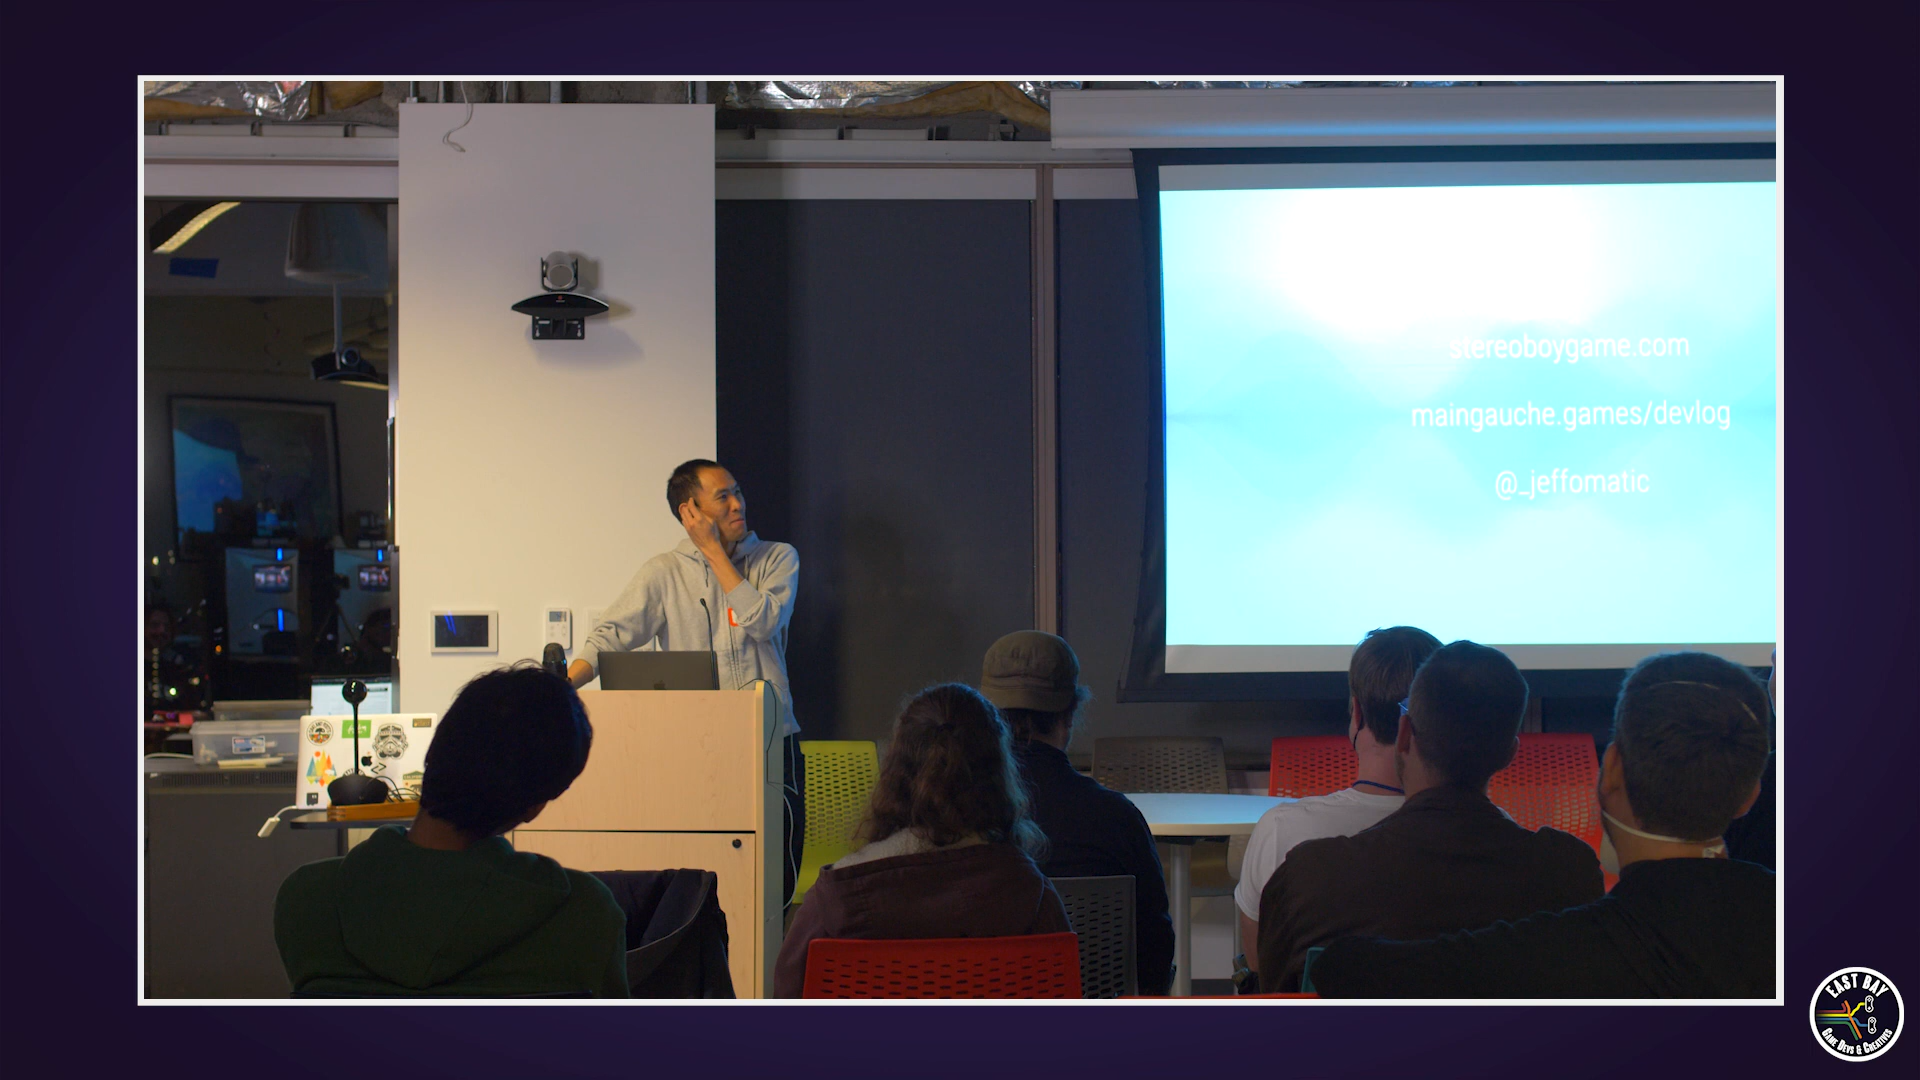 stereoboygame.com
maingauche.games/devlog
@_jeffomatic
EAST BAY
GAME DEVS & CREATIVES